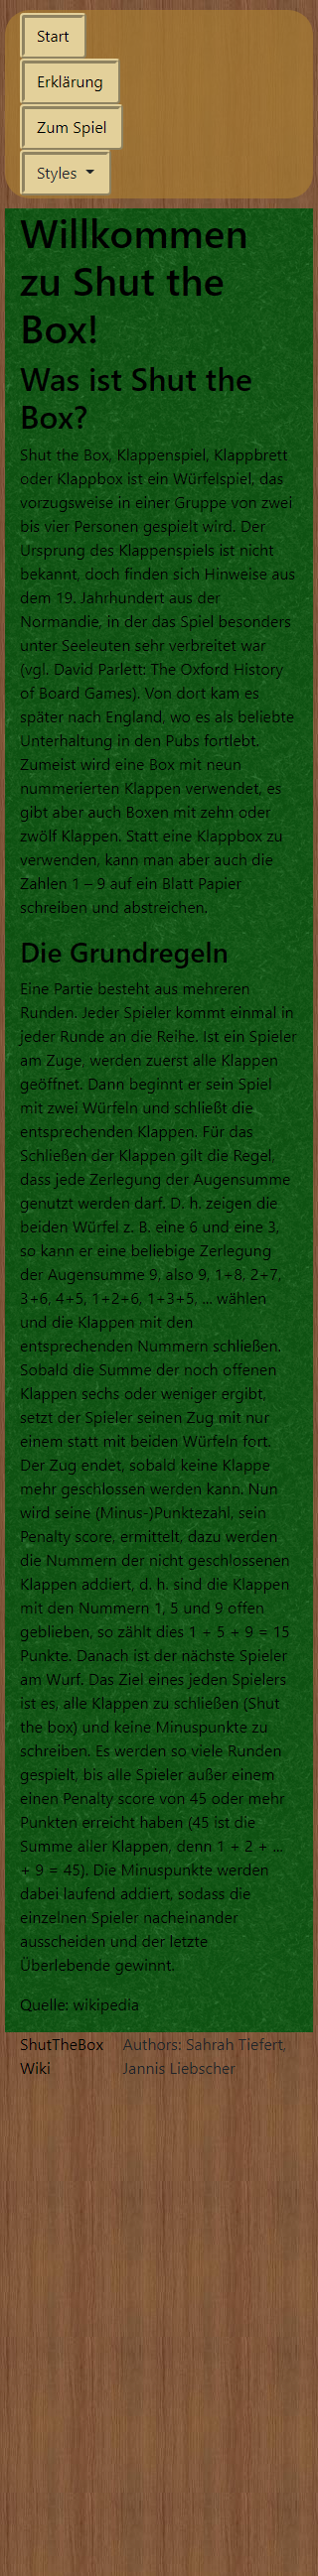 Start
Erklärung
Zum Spiel
Styles
Willkommen
zu Shut the
Box!
Was ist Shut the
Box?
Shut the Box, Klappenspiel, Klappbrett
oder Klappbox ist ein Würfelspiel, das
vorzugsweise in einer Gruppe von zwei
bis vier Personen gespielt wird. Der
Ursprung des Klappenspiels ist nicht
bekannt, doch finden sich Hinweise aus
dem 19. Jahrhundert aus der
Normandie, in der das Spiel besonders
unter Seeleuten sehr verbreitet war
(vgl. David Parlett: The Oxford History
of Board Games). Von dort kam es
später nach England, wo es als beliebte
Unterhaltung in den Pubs fortlebt.
Zumeist wird eine Box mit neun
nummerierten Klappen verwendet, es
gibt aber auch Boxen mit zehn oder
zwölf Klappen. Statt eine Klappbox zu
verwenden, kann man aber auch die
Zahlen 1 – 9 auf ein Blatt Papier
schreiben und abstreichen.
Die Grundregeln
Eine Partie besteht aus mehreren
Runden. Jeder Spieler kommt einmal in
jeder Runde an die Reihe. Ist ein Spieler
am Zuge, werden zuerst alle Klappen
geöffnet. Dann beginnt er sein Spiel
mit zwei Würfeln und schließt die
entsprechenden Klappen. Für das
Schließen der Klappen gilt die Regel,
dass jede Zerlegung der Augensumme
genutzt werden darf. D. h. zeigen die
beiden Würfel z. B. eine 6 und eine 3,
so kann er eine beliebige Zerlegung
der Augensumme 9, also 9, 1+8, 2+7,
3+6, 4+5, 1+2+6, 1+3+5, ... wählen
und die Klappen mit den
entsprechenden Nummern schließen.
Sobald die Summe der noch offenen
Klappen sechs oder weniger ergibt,
setzt der Spieler seinen Zug mit nur
einem statt mit beiden Würfeln fort.
Der Zug endet, sobald keine Klappe
mehr geschlossen werden kann. Nun
wird seine (Minus-)Punktezahl, sein
Penalty score, ermittelt, dazu werden
die Nummern der nicht geschlossenen
Klappen addiert, d. h. sind die Klappen
mit den Nummern 1, 5 und 9 offen
geblieben, so zählt dies 1 + 5 + 9 = 15
Punkte. Danach ist der nächste Spieler
am Wurf. Das Ziel eines jeden Spielers
ist es, alle Klappen zu schließen (Shut
the box) und keine Minuspunkte zu
schreiben. Es werden so viele Runden
gespielt, bis alle Spieler außer einem
einen Penalty score von 45 oder mehr
Punkten erreicht haben (45 ist die
Summe aller Klappen, denn 1 + 2 + ...
+ 9 = 45). Die Minuspunkte werden
dabei laufend addiert, sodass die
einzelnen Spieler nacheinander
ausscheiden und der letzte
Überlebende gewinnt.
Quelle: wikipedia
ShutTheBox
Wiki
Authors: Sahrah Tiefert,
Jannis Liebscher